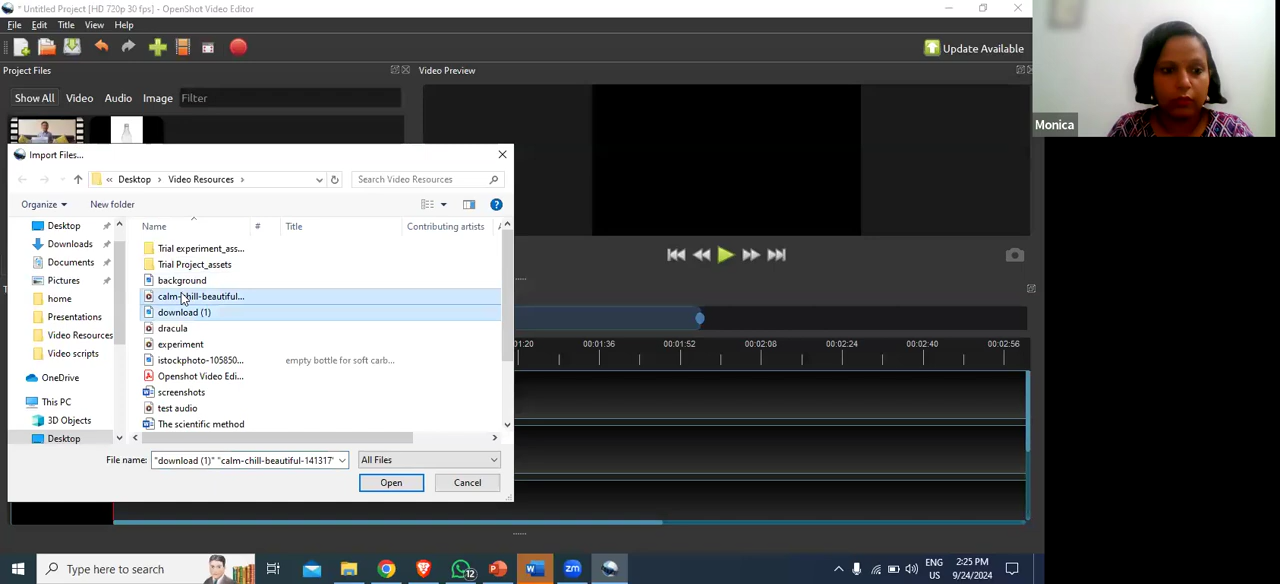 * Untitled Project [HD 720p 30 fps] - OpenShot Video Editor
File Edit Title View Help
Update Available
Project Files
Video Preview
Show All Video Audio Image Filter
Monica
Import Files...
« Desktop › Video Resources ›
Search Video Resources
Organize
New folder
Name # Title Contributing artists
Desktop
Downloads
Documents
Pictures
home
Presentations
Video Resources
Video scripts
OneDrive
This PC
3D Objects
Desktop
Trial experiment_ass...
Trial Project_assets
background
calm-chill-beautiful...
download (1)
dracula
experiment
istockphoto-105850... empty bottle for soft carb...
Openshot Video Edi...
screenshots
test audio
The scientific method
File name: "download (1)" "calm-chill-beautiful-141317"
All Files
Open
Cancel
00:01:36 00:01:52 00:02:08 00:02:24 00:02:40 00:02:56
Type here to search
12
ENG
US
2:25 PM
9/24/2024